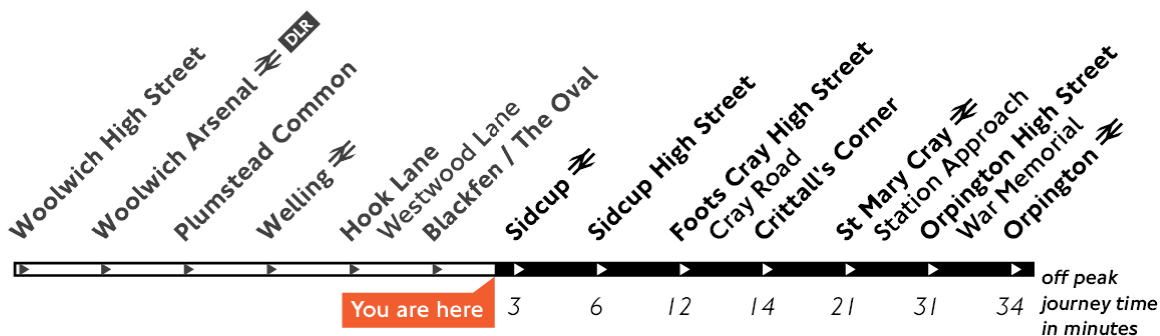 Woolwich High Street
Woolwich Arsenal DLR
Plumstead Common
Welling
Hook Lane
Westwood Lane
Blackfen / The Oval
Sidcup
Sidcup High Street
Foots Cray High Street
Cray Road
Crittall's Corner
St Mary Cray
Station Approach
Orpington High Street
War Memorial
Orpington
You are here
3 6 12 14 21 31 34
off peak
journey time
in minutes